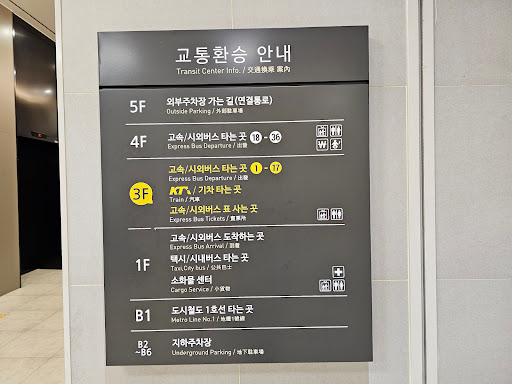 교통환승 안내
Transit Center Info. / 交通換乘 案內
5F
외부주차장 가는 길(연결통로)
Outside Parking / 外部駐車場
4F
고속/시외버스 타는 곳 18 - 36
Express Bus Departure / 出發
W
3F
고속/시외버스 타는 곳 1 - 17
Express Bus Departure / 出發
KTX / 기차 타는 곳
Train / 汽車
고속/시외버스 표 사는 곳
Express Bus Tickets / 賣票所
1F
고속/시외버스 도착하는 곳
Express Bus Arrival / 到着
택시/시내버스 타는 곳
Taxi,City bus / 公共巴士
소화물 센터
Cargo Service / 小貨物
B1
도시철도 1호선 타는 곳
Metro Line No.1 / 地鐵1號線
B2
~B6
지하주차장
Underground Parking / 地下駐車場